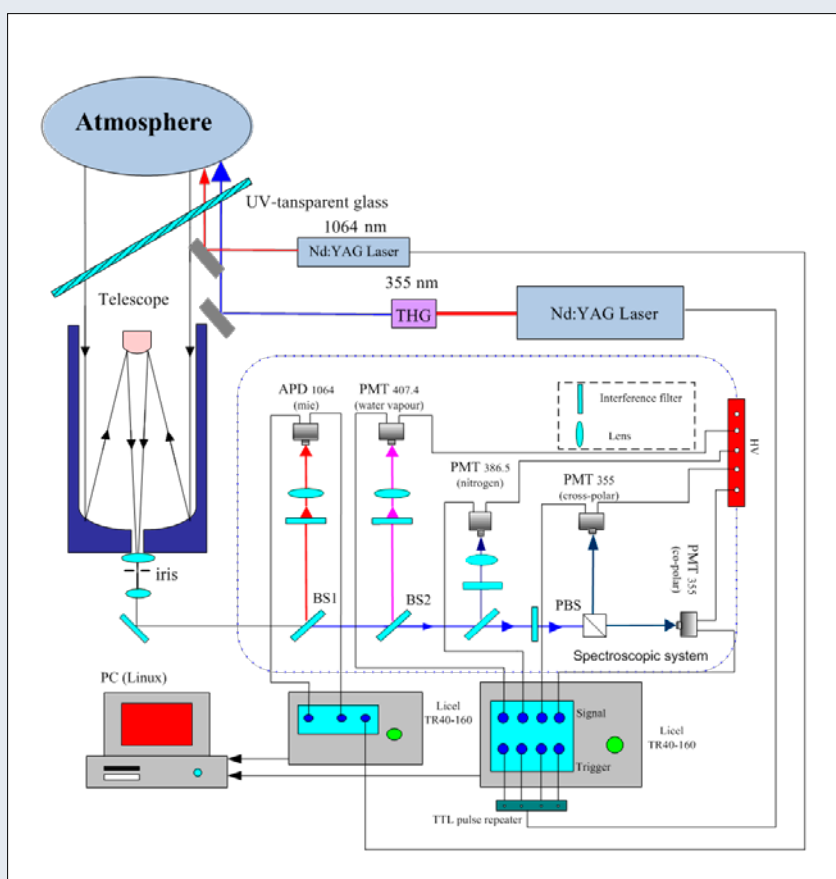 Atmosphere
UV-tansparent glass
1064 nm
Nd:YAG Laser
Telescope
355 nm
THG
Nd:YAG Laser
APD 1064
(mic)
PMT 407.4
(water vapour)
Interference filter
Lens
HV
PMT 386.5
(nitrogen)
PMT 355
(cross-polar)
PMT 355
(co-polar)
iris
BS1
BS2
PBS
Spectroscopic system
PC (Linux)
Licel
TR40-160
Signal
Trigger
Licel
TR40-160
TTL pulse repeater